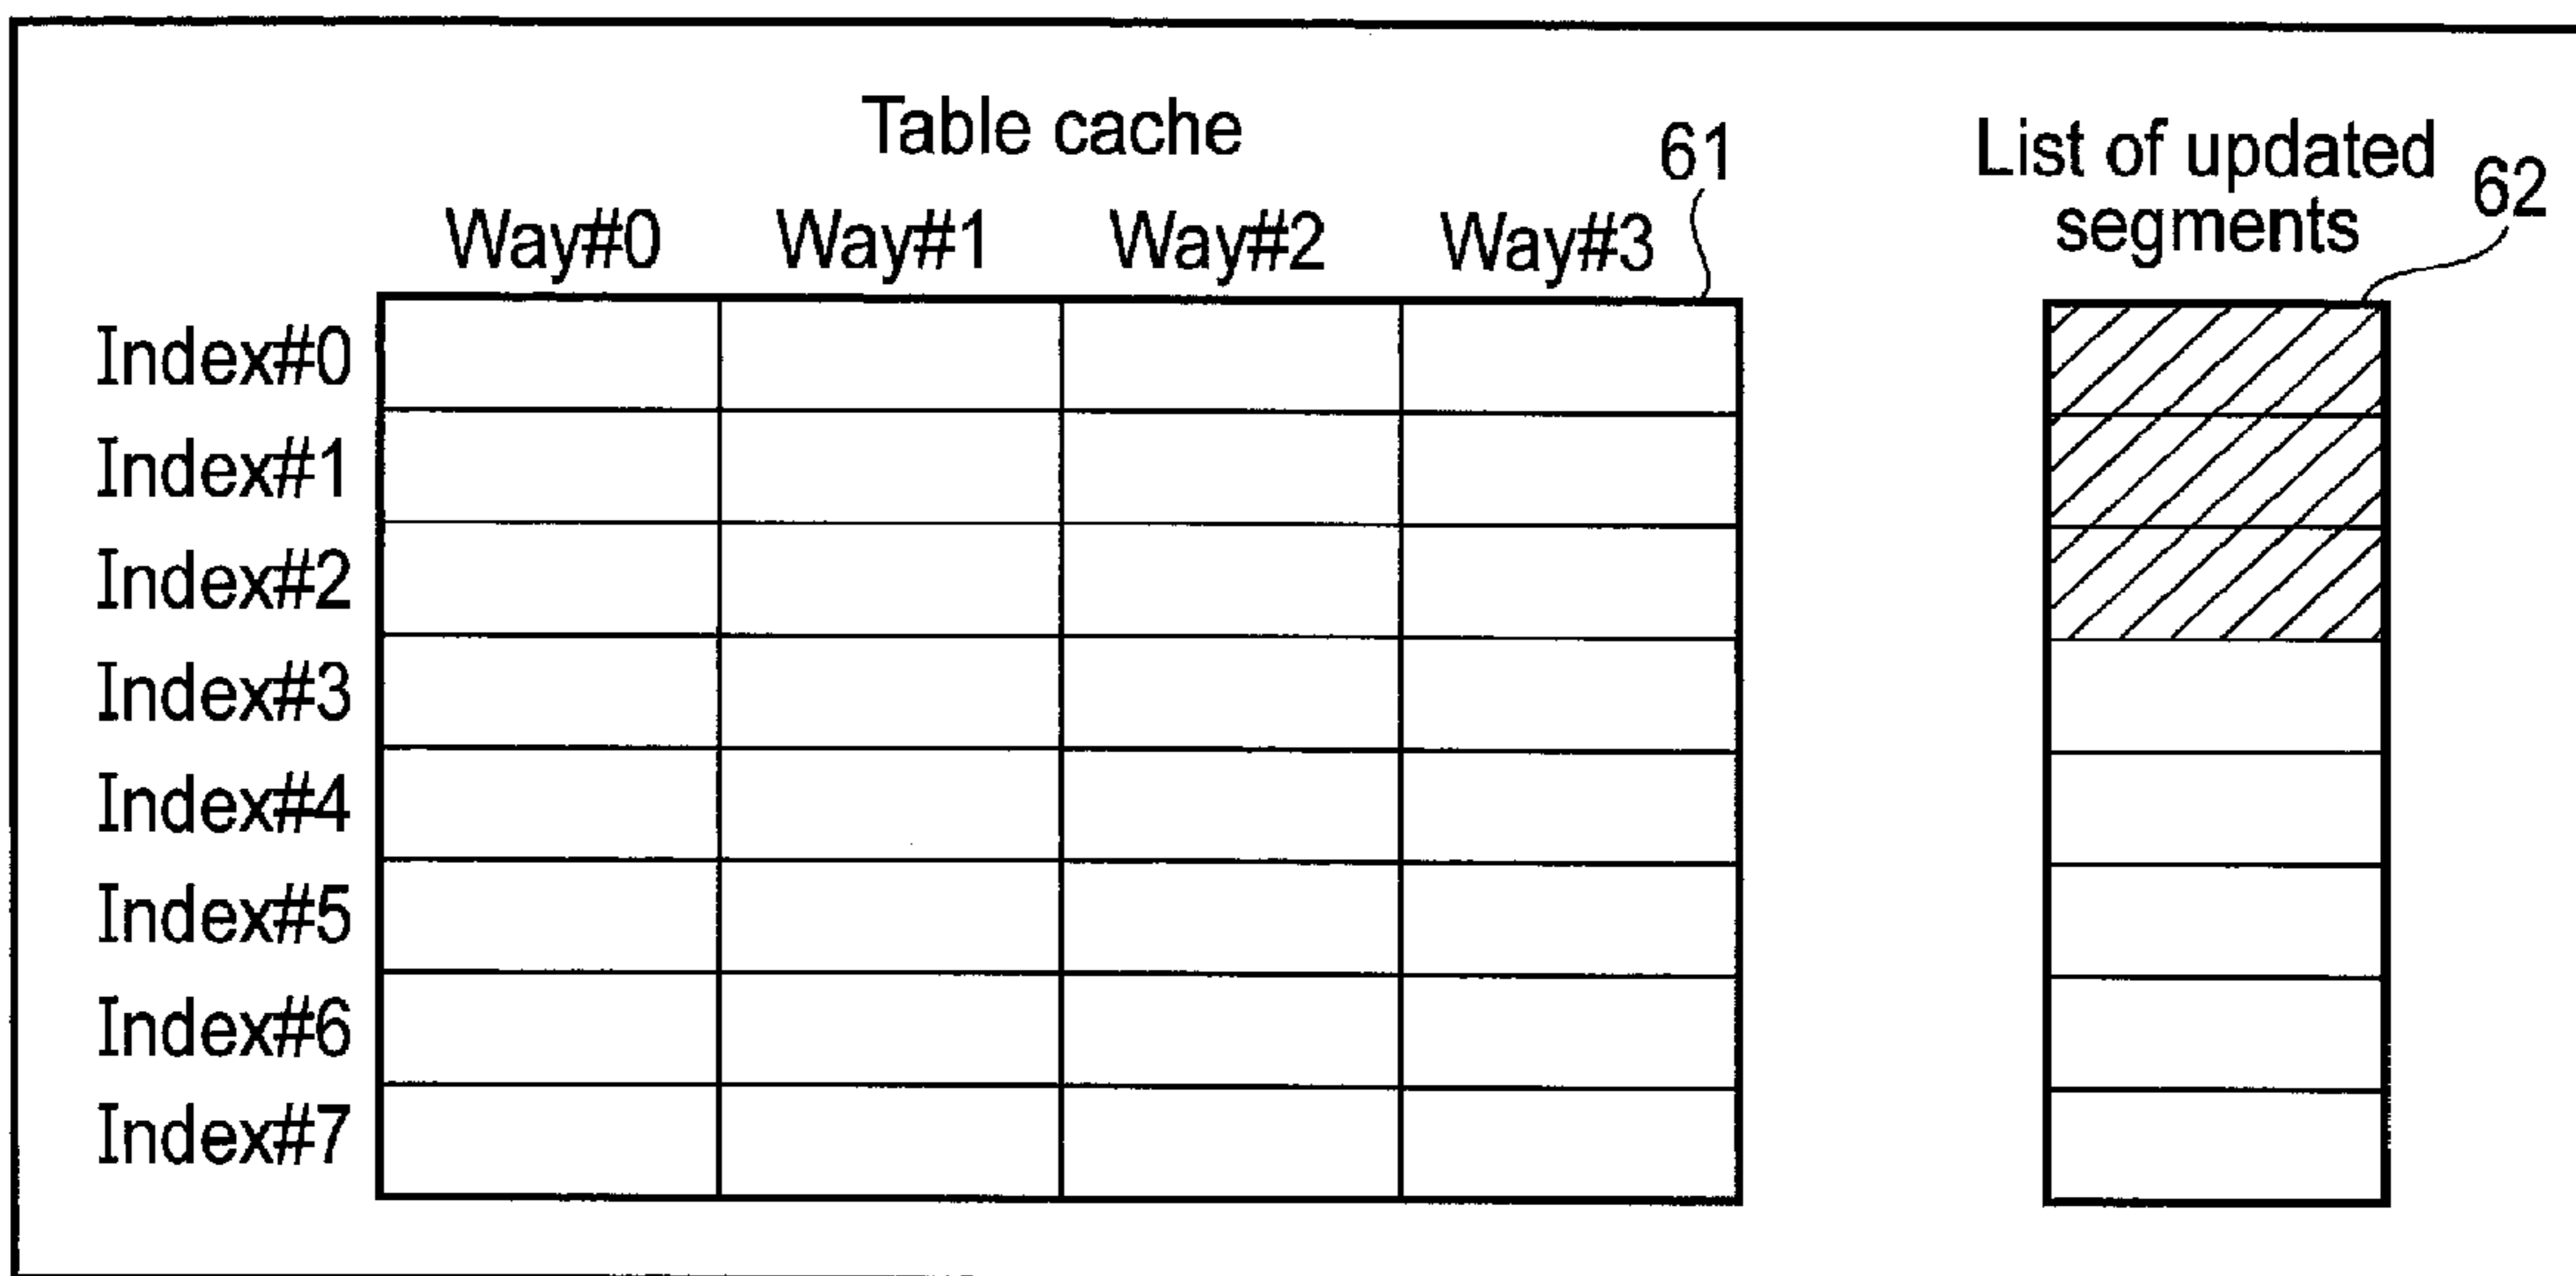 Table cache
61
List of updated
segments
62
Way#0 Way#1 Way#2 Way#3
Index#0
Index#1
Index#2
Index#3
Index#4
Index#5
Index#6
Index#7